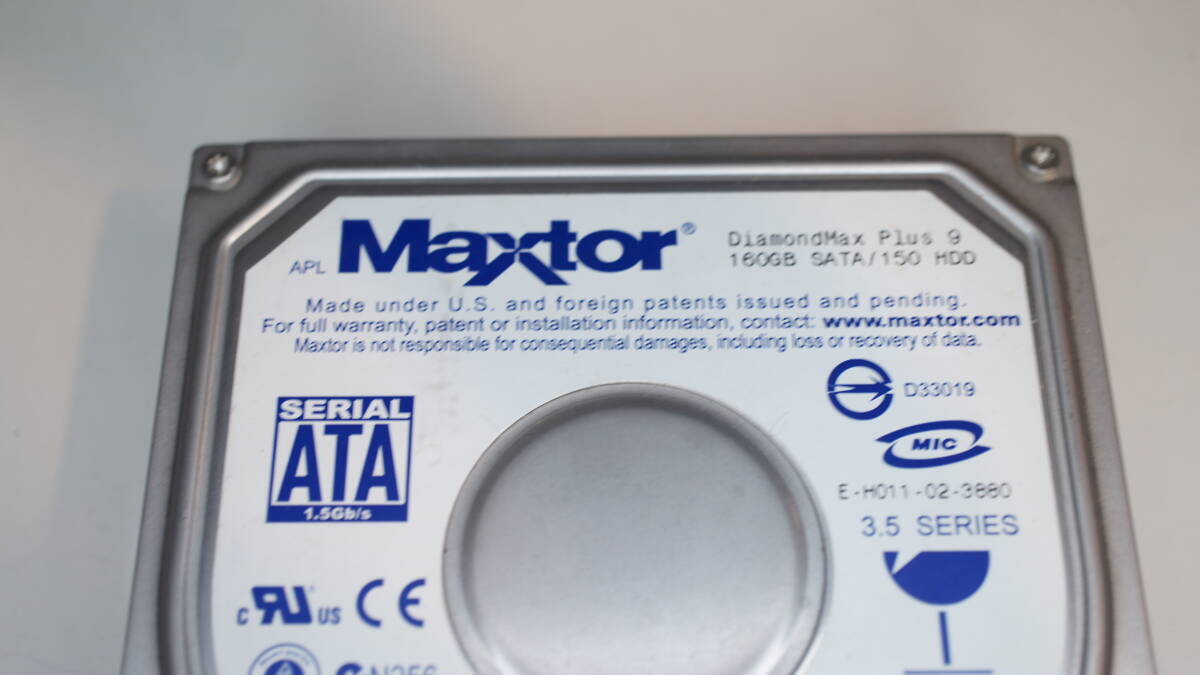 APL Maxtor®
DiamondMax Plus 9
160GB SATA/150 HDD
Made under U.S. and foreign patents issued and pending.
For full warranty, patent or installation information, contact: www.maxtor.com
Maxtor is not responsible for consequential damages, including loss or recovery of data.
D33019
SERIAL
ATA
1.5Gb/s
MIC
E-H011-02-3880
3.5 SERIES
c RU us CE
N256